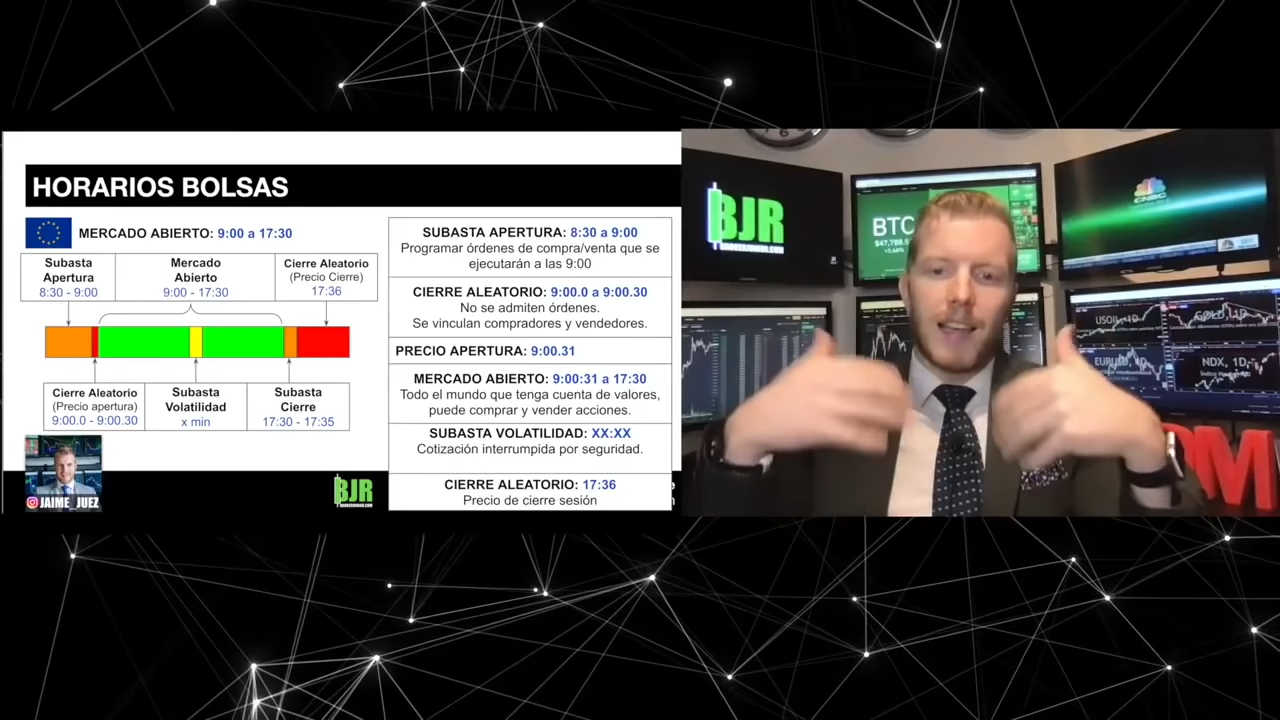 HORARIOS BOLSAS
MERCADO ABIERTO: 9:00 a 17:30
Subasta
Apertura
8:30 - 9:00
Mercado
Abierto
9:00 - 17:30
Cierre Aleatorio
(Precio Cierre)
17:36
Cierre Aleatorio
(Precio apertura)
9:00.0 - 9:00.30
Subasta
Volatilidad
x min
Subasta
Cierre
17:30 - 17:35
@JAIME_JUEZ
BJR
SUBASTA APERTURA: 8:30 a 9:00
Programar órdenes de compra/venta que se
ejecutarán a las 9:00
CIERRE ALEATORIO: 9:00.0 a 9:00.30
No se admiten órdenes.
Se vinculan compradores y vendedores.
PRECIO APERTURA: 9:00.31
MERCADO ABIERTO: 9:00:31 a 17:30
Todo el mundo que tenga cuenta de valores,
puede comprar y vender acciones.
SUBASTA VOLATILIDAD: XX:XX
Cotización interrumpida por seguridad.
CIERRE ALEATORIO: 17:36
Precio de cierre sesión
BJR
BTC
CNBC
USOIL, 1D
GOLD, 1D
EURUSD, 1D
NDX, 1D